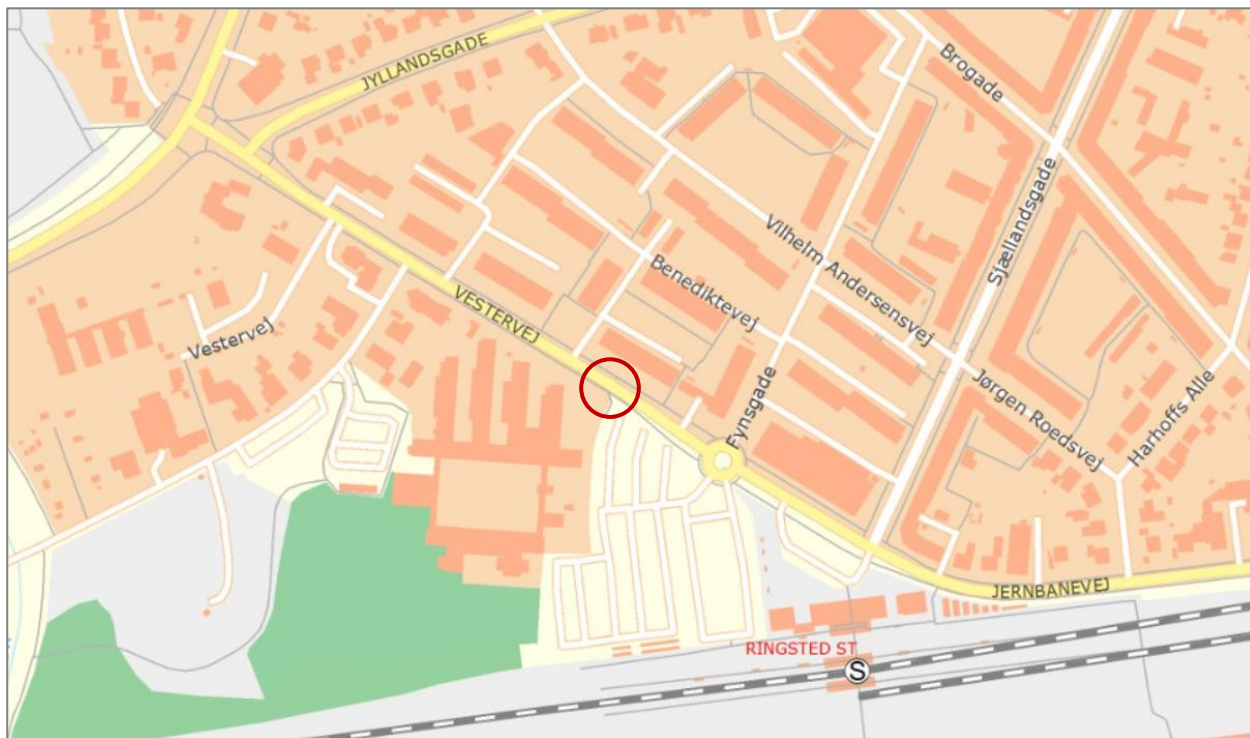 JYLLANDSGADE
Brogade
Sjællandsgade
Vilhelm Andersensvej
Benediktevej
VESTERVEJ
Vestervej
Fynsgade
Jørgen Roedsvej
Harhoffs Alle
JERNBANEVEJ
RINGSTED ST
S